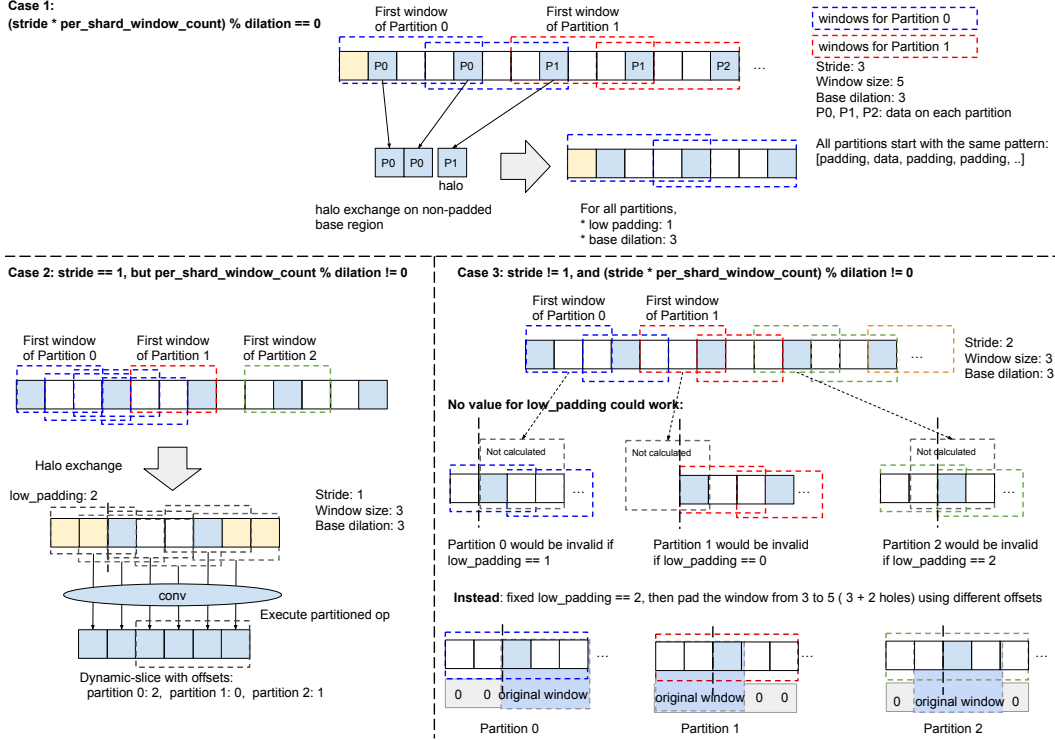 Case 1:
(stride * per_shard_window_count) % dilation == 0
First window
of Partition 0
First window
of Partition 1
P0
P0
P1
P1
P2
...
windows for Partition 0
windows for Partition 1
Stride: 3
Window size: 5
Base dilation: 3
P0, P1, P2: data on each partition
All partitions start with the same pattern:
[padding, data, padding, padding, ..]
P0
P0
P1
halo
halo exchange on non-padded
base region
For all partitions,
* low padding: 1
* base dilation: 3
Case 2: stride == 1, but per_shard_window_count % dilation != 0
First window
of Partition 0
First window
of Partition 1
First window
of Partition 2
Halo exchange
low_padding: 2
Stride: 1
Window size: 3
Base dilation: 3
conv
Execute partitioned op
Dynamic-slice with offsets:
partition 0: 2, partition 1: 0, partition 2: 1
Case 3: stride != 1, and (stride * per_shard_window_count) % dilation != 0
First window
of Partition 0
First window
of Partition 1
...
Stride: 2
Window size: 3
Base dilation: 3
No value for low_padding could work:
Not calculated
...
Not calculated
...
Not calculated
...
Partition 0 would be invalid if
low_padding == 1
Partition 1 would be invalid
if low_padding == 0
Partition 2 would be invalid
if low_padding == 2
Instead: fixed low_padding == 2, then pad the window from 3 to 5 ( 3 + 2 holes) using different offsets
...
...
...
0 0 original window
original window 0 0
0 original window 0
Partition 0
Partition 1
Partition 2